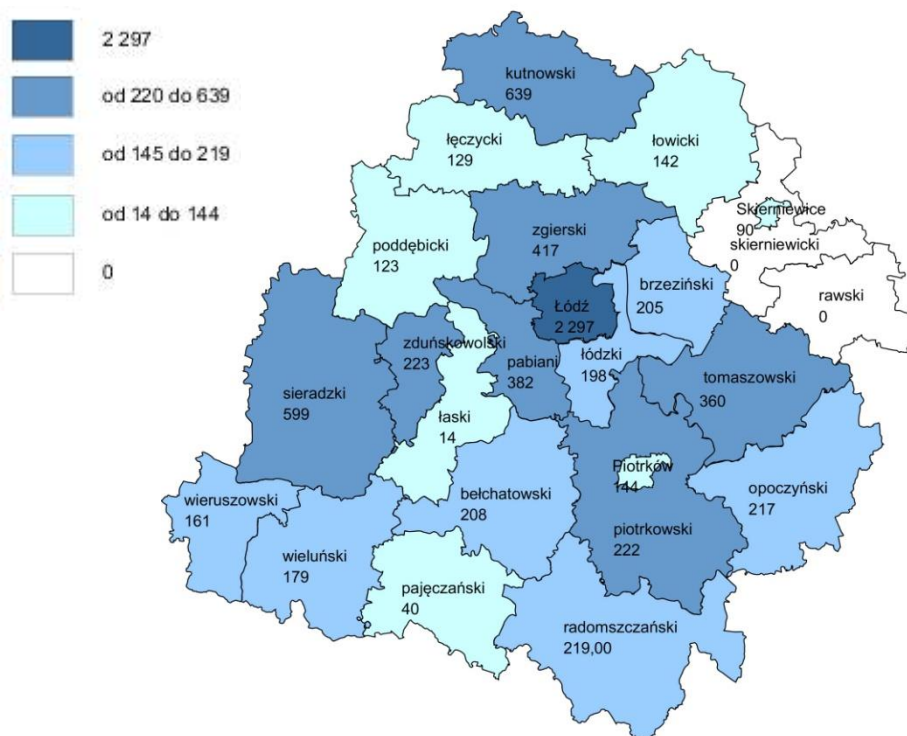 2 297
od 220 do 639
od 145 do 219
od 14 do 144
0
kutnowski
639
łęczycki
129
łowicki
142
Skierniewice
90
skierniewicki
0
rawski
0
poddębicki
123
zgierski
417
brzeziński
205
Łódź
2 297
zduńskowolski
223
pabiani
382
łódzki
198
tomaszowski
360
sieradzki
599
łaski
14
Piotrków
144
wieruszowski
161
bełchatowski
208
opoczyński
217
piotrkowski
222
wieluński
179
pajęczański
40
radomszczański
219,00